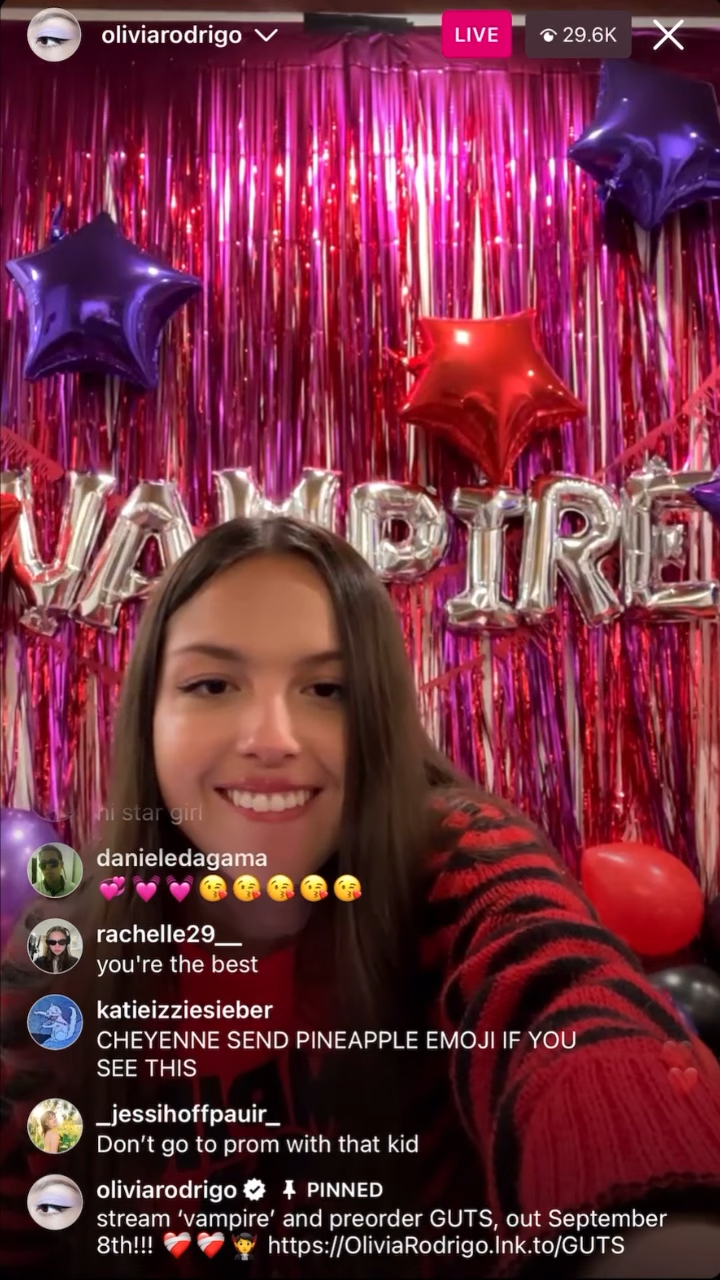 oliviarodrigo
LIVE
29.6K
VAMPIRE
hi star girl
danieledagama
💞 💓 💓 😘 😘 😘 😘 😘
rachelle29__
you're the best
katieizziesieber
CHEYENNE SEND PINEAPPLE EMOJI IF YOU
SEE THIS
_jessihoffpauir_
Don’t go to prom with that kid
oliviarodrigo PINNED
stream ‘vampire’ and preorder GUTS, out September
8th!!! ❤️‍🩹 ❤️‍🩹 🧛 https://OliviaRodrigo.lnk.to/GUTS